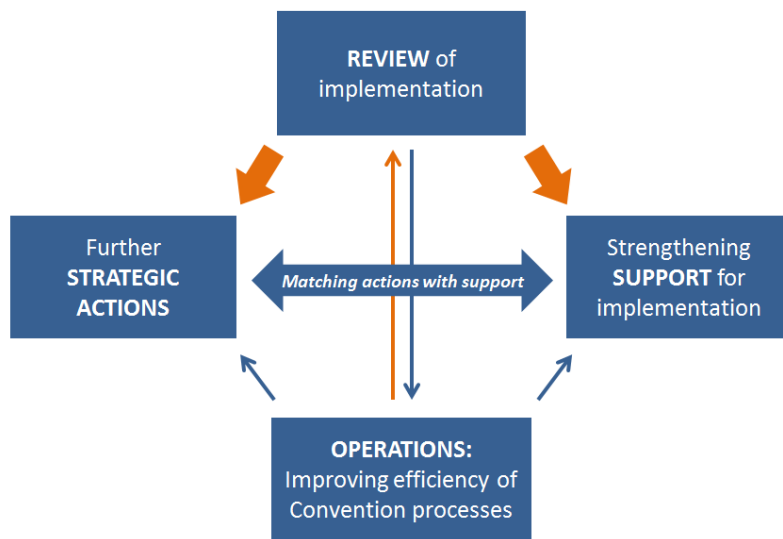 REVIEW of
implementation
Further
STRATEGIC
ACTIONS
Matching actions with support
Strengthening
SUPPORT for
implementation
OPERATIONS:
Improving efficiency of
Convention processes